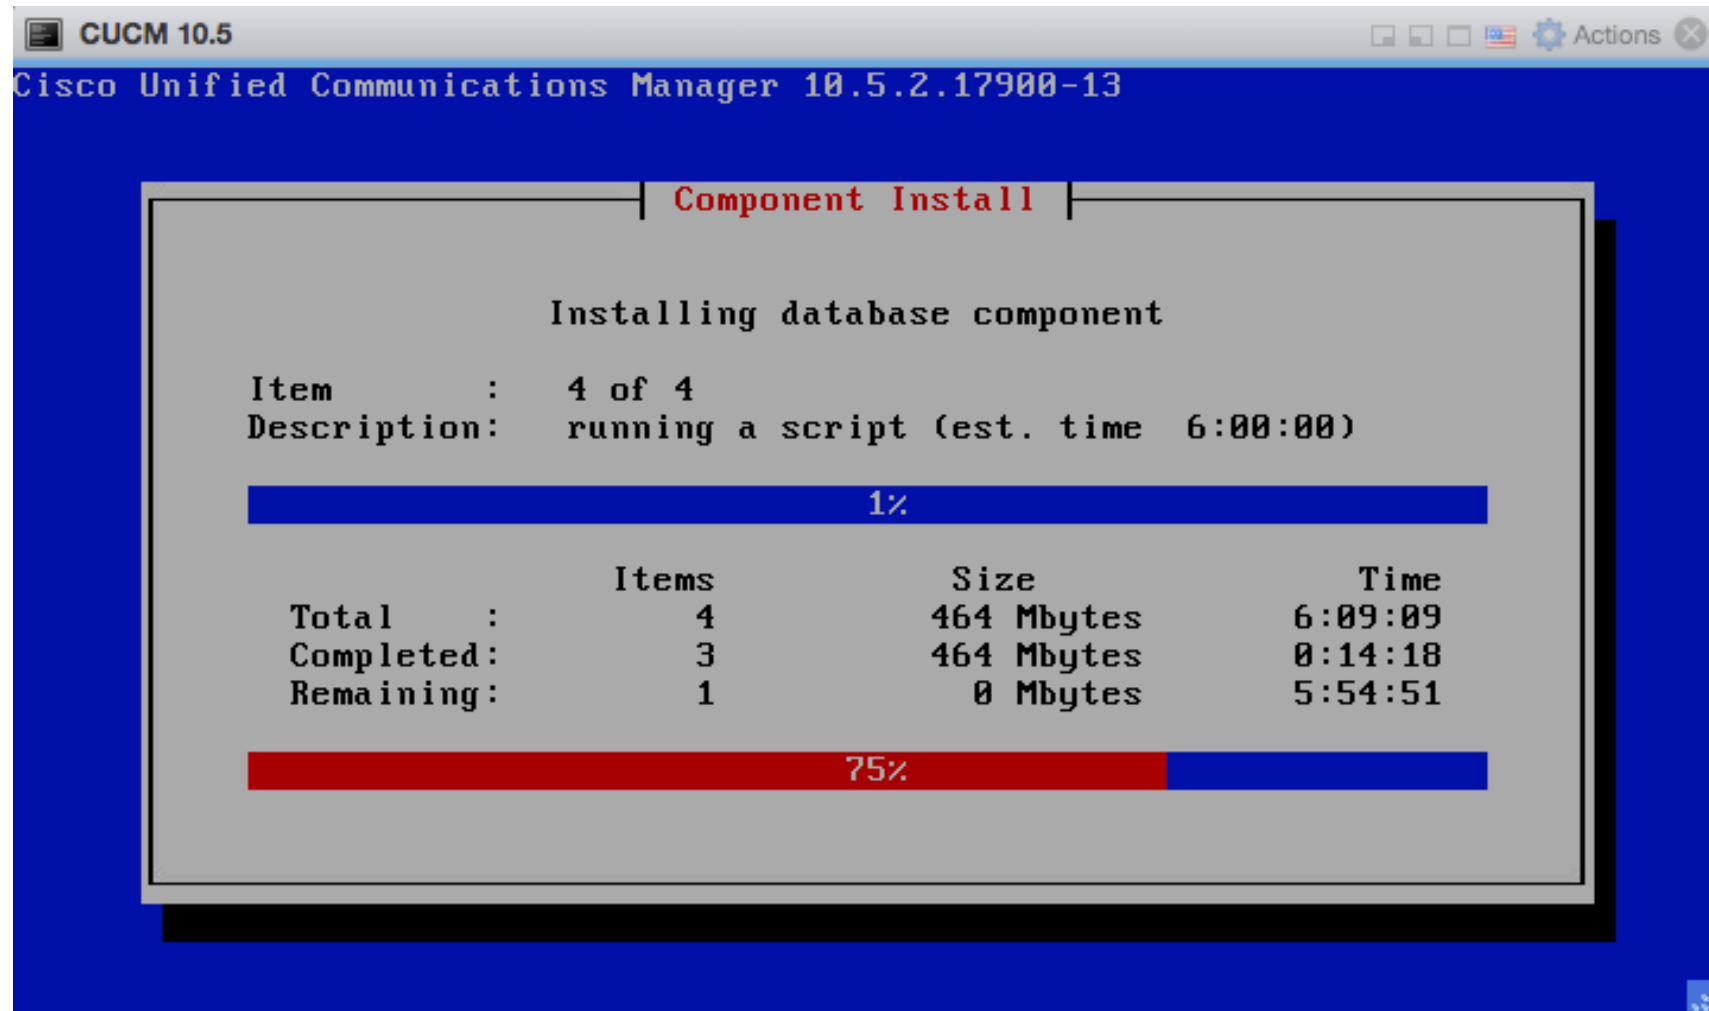 CUCM 10.5 Actions
Cisco Unified Communications Manager 10.5.2.17900-13
Component Install
Installing database component
Item : 4 of 4
Description: running a script (est. time 6:00:00)
1%
Items Size Time
Total : 4 464 Mbytes 6:09:09
Completed: 3 464 Mbytes 0:14:18
Remaining: 1 0 Mbytes 5:54:51
75%